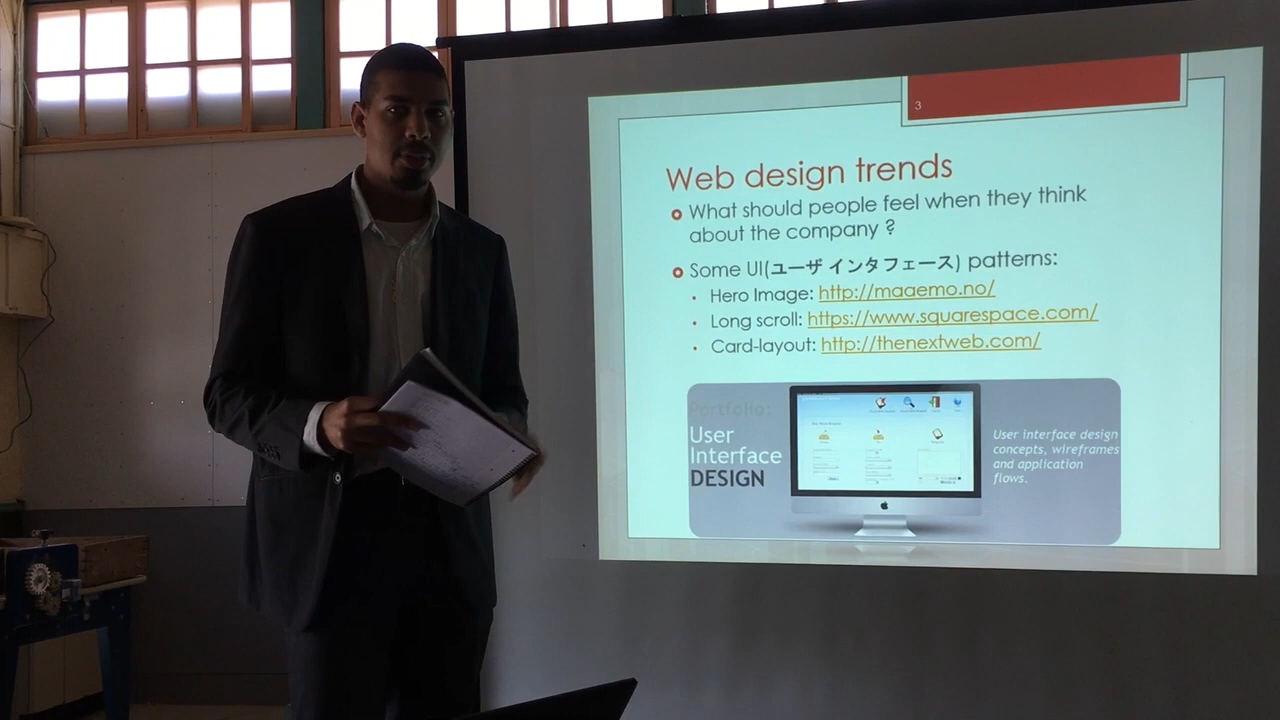 3
Web design trends
What should people feel when they think
about the company ?
Some UI(ユーザ インタフェース) patterns:
Hero Image: http://maaemo.no/
Long scroll: https://www.squarespace.com/
Card-layout: http://thenextweb.com/
Portfolio:
User
Interface
DESIGN
User interface design
concepts, wireframes
and application
flows.